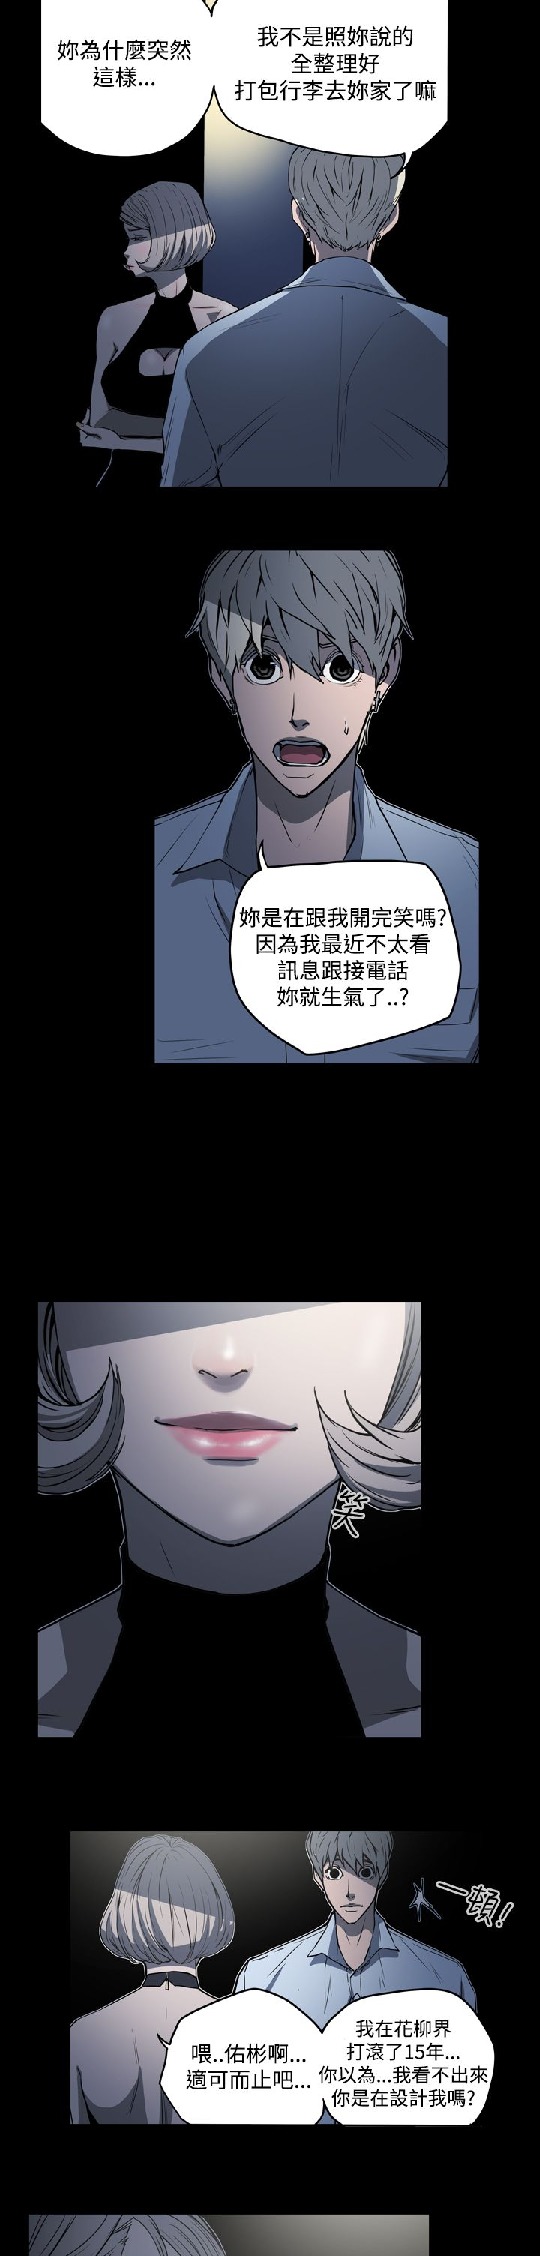 妳為什麼突然
這樣...
我不是照妳說的
全整理好
打包行李去妳家了嘛
妳是在跟我開完笑嗎?
因為我最近不太看
訊息跟接電話
妳就生氣了..?
笑
一頓!
喂..佑彬啊...
適可而止吧...
我在花柳界
打滾了15年...
你以為...我看不出來
你是在設計我嗎?